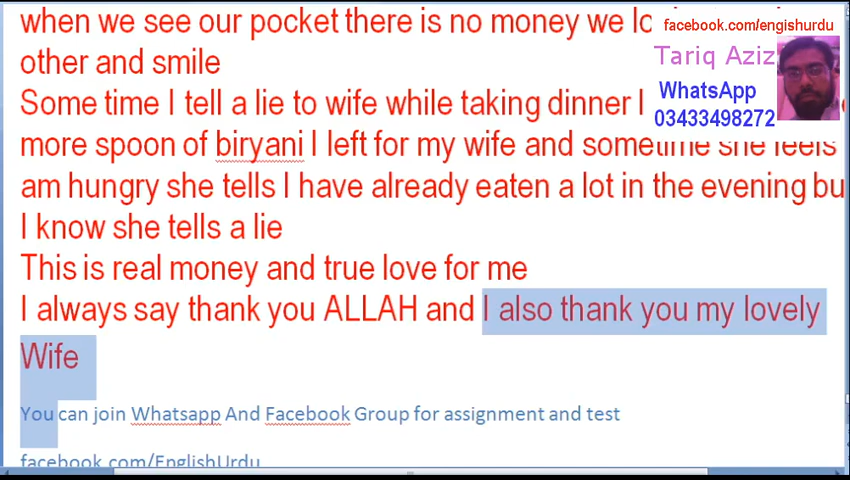 when we see our pocket there is no money we
other and smile
Some time I tell a lie to wife while taking dinner I
more spoon of biryani I left for my wife and sometime she feels
am hungry she tells I have already eaten a lot in the evening bu
I know she tells a lie
This is real money and true love for me
I always say thank you ALLAH and I also thank you my lovely
Wife
You can join Whatsapp And Facebook Group for assignment and test
facebook.com/EnglishUrdu
facebook.com/engishurdu
Tariq Aziz
WhatsApp
03433498272